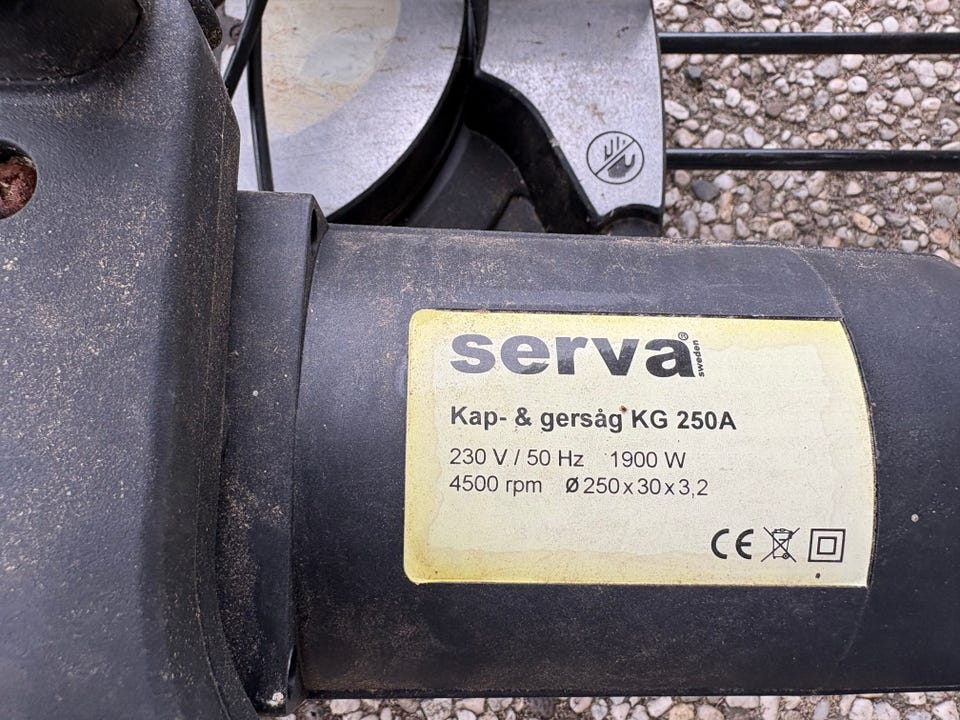 serva® sweden
Kap- & gersåg KG 250A
230 V / 50 Hz 1900 W
4500 rpm Ø 250 x 30 x 3,2
CE